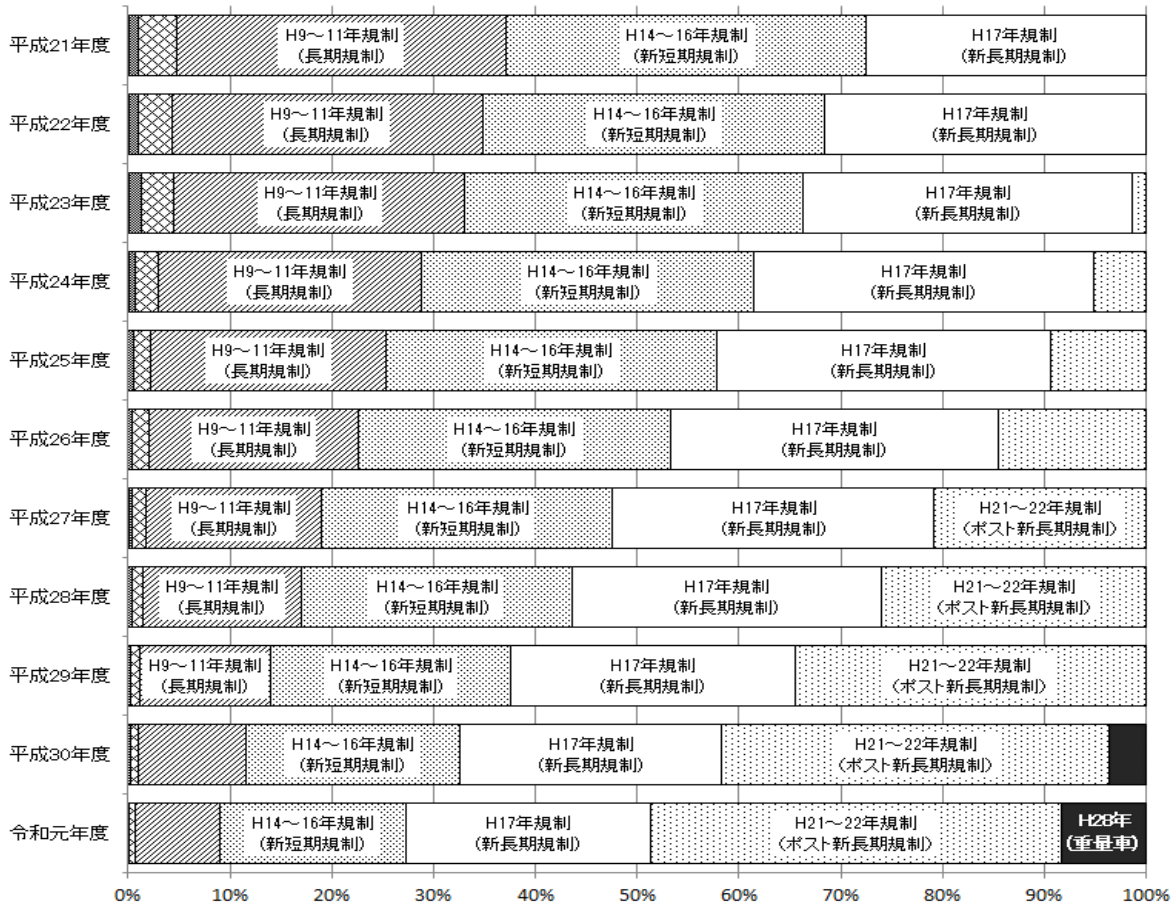 平成21年度
H9～11年規制
(長期規制)
H14～16年規制
(新短期規制)
H17年規制
(新長期規制)
平成22年度
H9～11年規制
(長期規制)
H14～16年規制
(新短期規制)
H17年規制
(新長期規制)
平成23年度
H9～11年規制
(長期規制)
H14～16年規制
(新短期規制)
H17年規制
(新長期規制)
平成24年度
H9～11年規制
(長期規制)
H14～16年規制
(新短期規制)
H17年規制
(新長期規制)
平成25年度
H9～11年規制
(長期規制)
H14～16年規制
(新短期規制)
H17年規制
(新長期規制)
平成26年度
H9～11年規制
(長期規制)
H14～16年規制
(新短期規制)
H17年規制
(新長期規制)
平成27年度
H9～11年規制
(長期規制)
H14～16年規制
(新短期規制)
H17年規制
(新長期規制)
H21～22年規制
(ポスト新長期規制)
平成28年度
H9～11年規制
(長期規制)
H14～16年規制
(新短期規制)
H17年規制
(新長期規制)
H21～22年規制
(ポスト新長期規制)
平成29年度
H9～11年規制
(長期規制)
H14～16年規制
(新短期規制)
H17年規制
(新長期規制)
H21～22年規制
(ポスト新長期規制)
平成30年度
H14～16年規制
(新短期規制)
H17年規制
(新長期規制)
H21～22年規制
(ポスト新長期規制)
令和元年度
H14～16年規制
(新短期規制)
H17年規制
(新長期規制)
H21～22年規制
(ポスト新長期規制)
H28年
(重量車)
0% 10% 20% 30% 40% 50% 60% 70% 80% 90% 100%